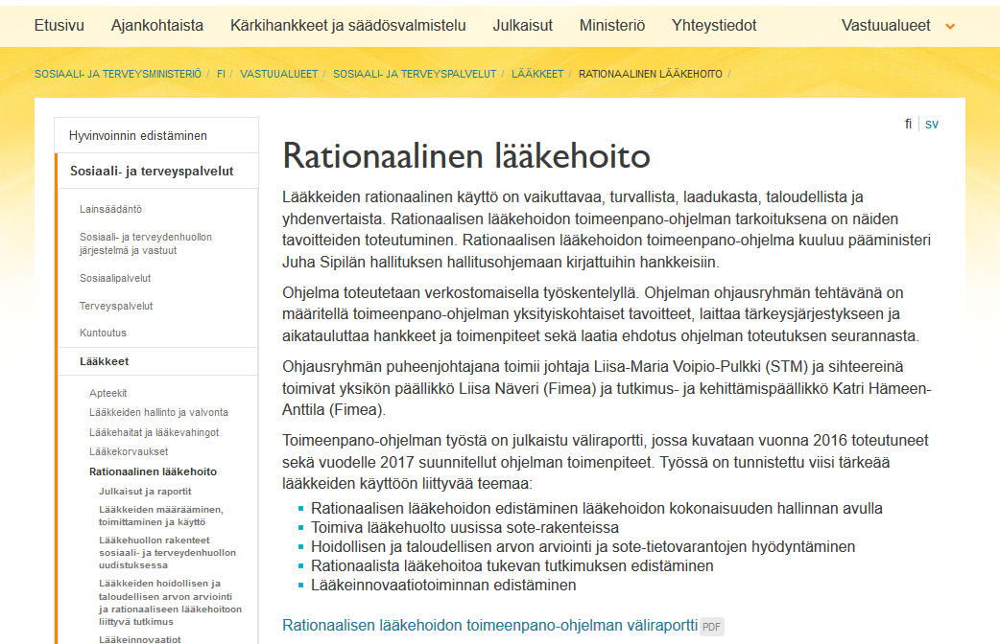 Etusivu Ajankohtaista Kärkihankkeet ja säädösvalmistelu Julkaisut Ministeriö Yhteystiedot Vastuualueet
SOSIAALI- JA TERVEYSMINISTERIÖ / FI / VASTUUALUEET / SOSIAALI- JA TERVEYSPALVELUT / LÄÄKKEET / RATIONAALINEN LÄÄKEHOITO /
fi | sv
Hyvinvoinnin edistäminen
Sosiaali- ja terveyspalvelut
Lainsäädäntö
Sosiaali- ja terveydenhuollon
järjestelmä ja vastuut
Sosiaalipalvelut
Terveyspalvelut
Kuntoutus
Lääkkeet
Apteekit
Lääkkeiden hallinto ja valvonta
Lääkehaitat ja lääkevahingot
Lääkekorvaukset
Rationaalinen lääkehoito
Julkaisut ja raportit
Lääkkeiden määrääminen,
toimittaminen ja käyttö
Lääkehuollon rakenteet
sosiaali- ja terveydenhuollon
uudistuksessa
Lääkkeiden hoidollisen ja
taloudellisen arvon arviointi
ja rationaaliseen lääkehoitoon
liittyvä tutkimus
Lääkeinnovaatiot
Rationaalinen lääkehoito
Lääkkeiden rationaalinen käyttö on vaikuttavaa, turvallista, laadukasta, taloudellista ja
yhdenvertaista. Rationaalisen lääkehoidon toimeenpano-ohjelman tarkoituksena on näiden
tavoitteiden toteutuminen. Rationaalisen lääkehoidon toimeenpano-ohjelma kuuluu pääministeri
Juha Sipilän hallituksen hallitusohjemaan kirjattuihin hankkeisiin.
Ohjelma toteutetaan verkostomaisella työskentelyllä. Ohjelman ohjausryhmän tehtävänä on
määritellä toimeenpano-ohjelman yksityiskohtaiset tavoitteet, laittaa tärkeysjärjestykseen ja
aikatauluttaa hankkeet ja toimenpiteet sekä laatia ehdotus ohjelman toteutuksen seurannasta.
Ohjausryhmän puheenjohtajana toimii johtaja Liisa-Maria Voipio-Pulkki (STM) ja sihteereinä
toimivat yksikön päällikkö Liisa Näveri (Fimea) ja tutkimus- ja kehittämispäällikkö Katri Hämeen-
Anttila (Fimea).
Toimeenpano-ohjelman työstä on julkaistu väliraportti, jossa kuvataan vuonna 2016 toteutuneet
sekä vuodelle 2017 suunnitellut ohjelman toimenpiteet. Työssä on tunnistettu viisi tärkeää
lääkkeiden käyttöön liittyvää teemaa:
Rationaalisen lääkehoidon edistäminen lääkehoidon kokonaisuuden hallinnan avulla
Toimiva lääkehuolto uusissa sote-rakenteissa
Hoidollisen ja taloudellisen arvon arviointi ja sote-tietovarantojen hyödyntäminen
Rationaalista lääkehoitoa tukevan tutkimuksen edistäminen
Lääkeinnovaatiotoiminnan edistäminen
Rationaalisen lääkehoidon toimeenpano-ohjelman väliraportti PDF